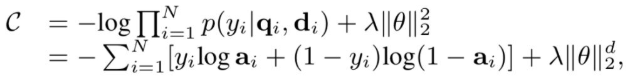 C = −log ∏_{i=1}^{N} p(y_i|𝐪_i, 𝐝_i) + λ‖θ‖_2^2
= −∑_{i=1}^{N}[y_i log 𝐚_i + (1 − y_i)log(1 − 𝐚_i)] + λ‖θ‖_2^d,